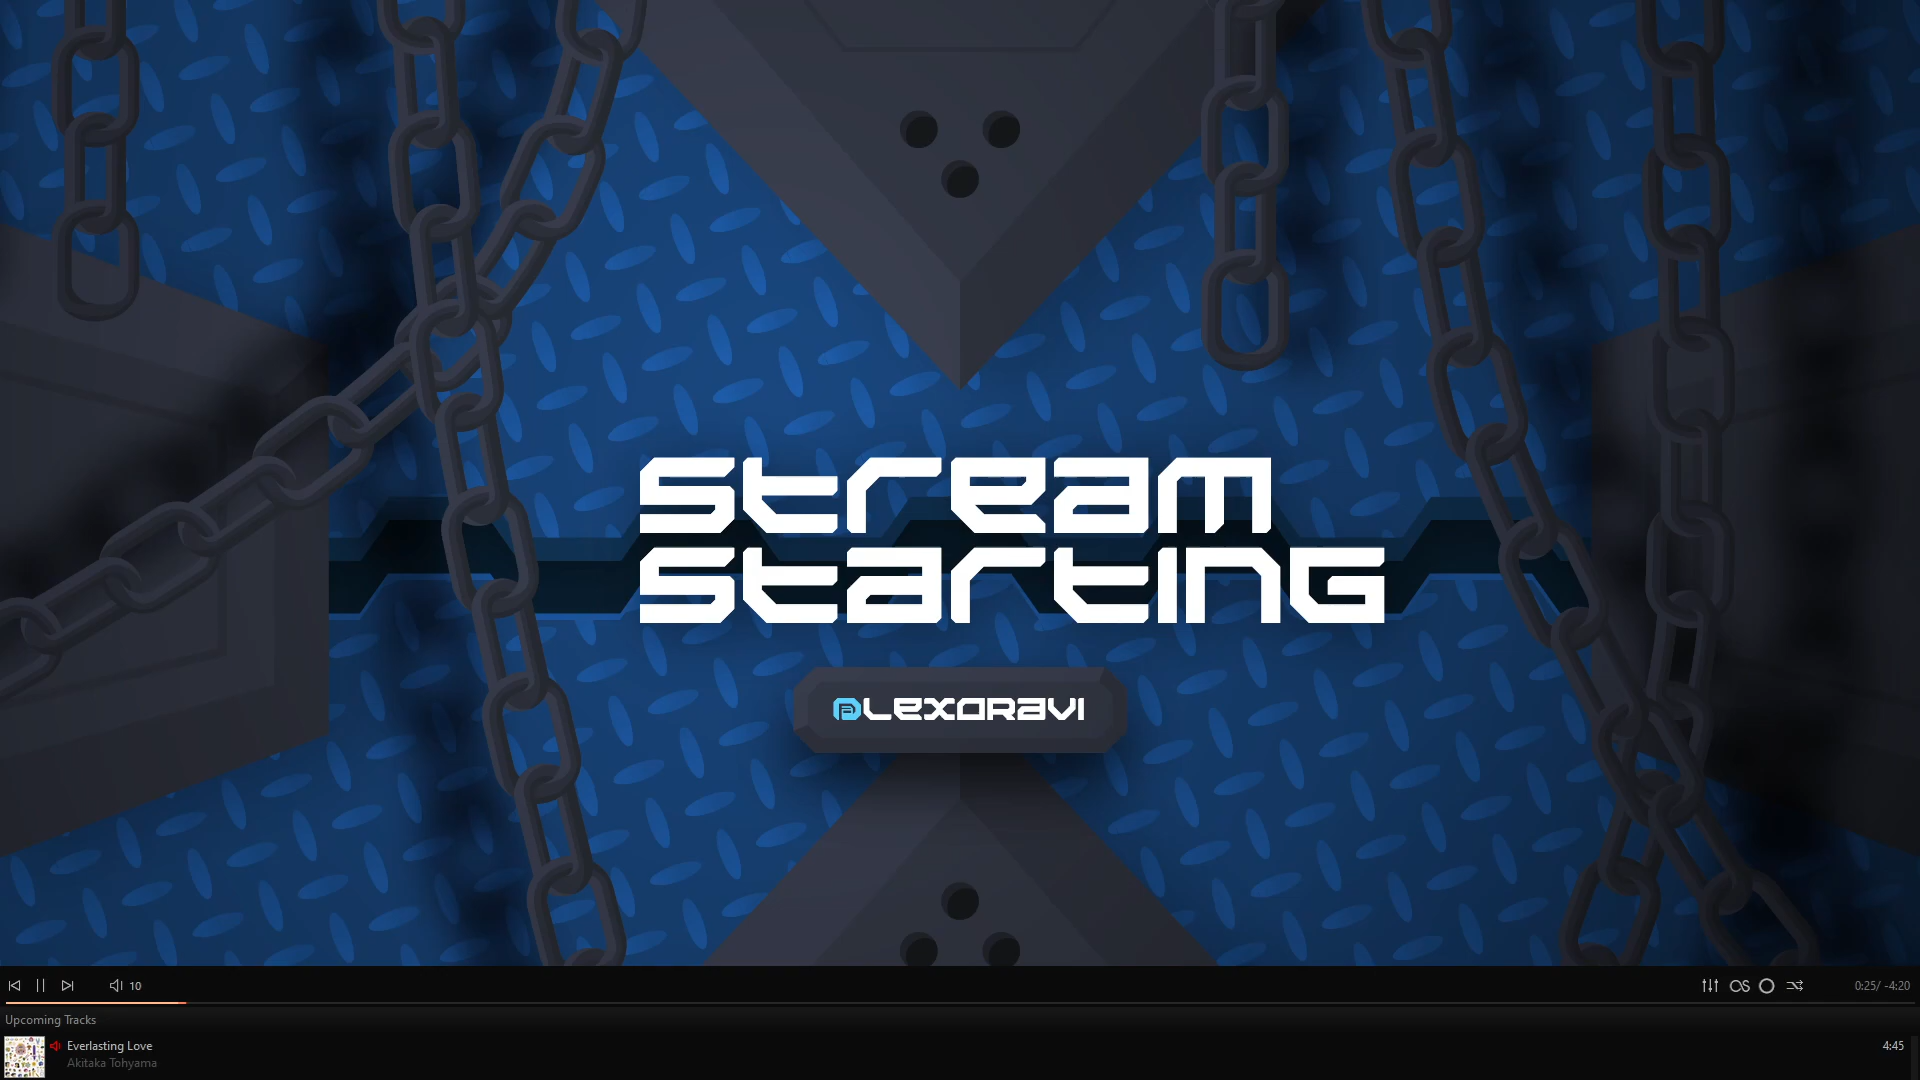 stream
starting
@LEXORAVI
10
0:25/ -4:20
Upcoming Tracks
Everlasting Love
4:45
Akitaka Tohyama